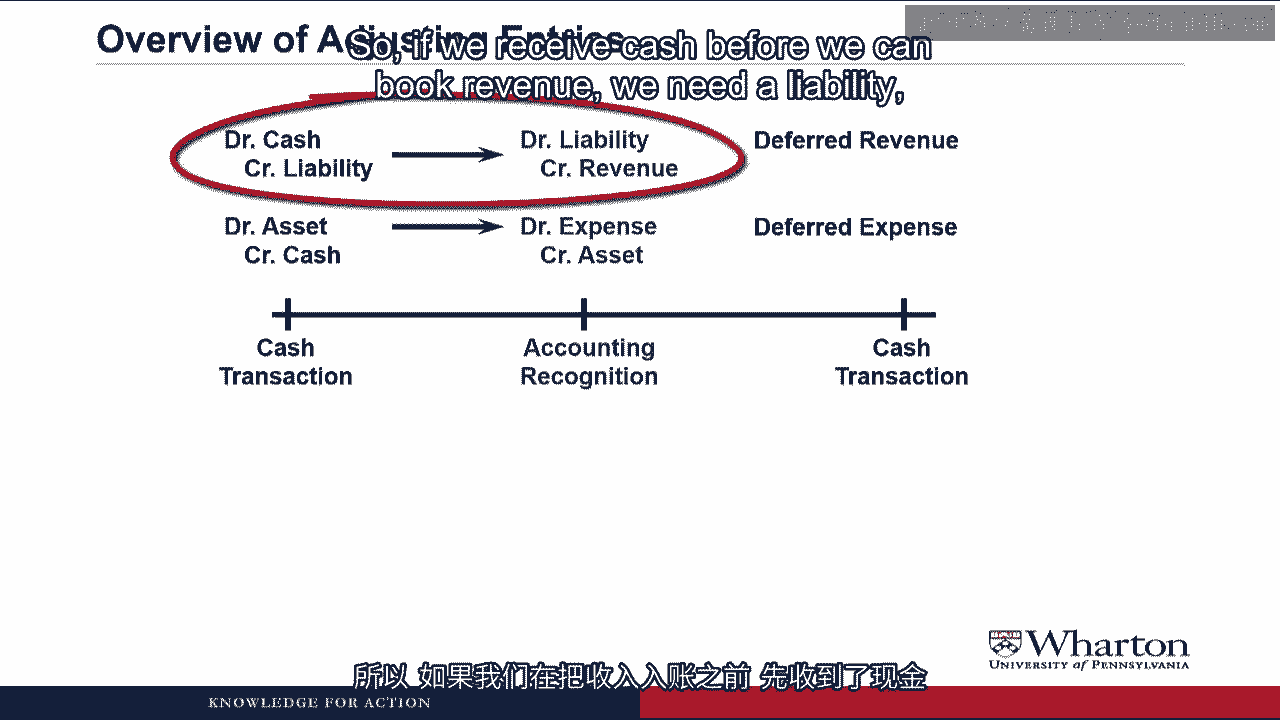 Overview of Adjusting Entries
So, if we receive cash before we can
book revenue, we need a liability,
Dr. Cash
Cr. Liability
Dr. Liability
Cr. Revenue
Deferred Revenue
Dr. Asset
Cr. Cash
Dr. Expense
Cr. Asset
Deferred Expense
Cash
Transaction
Accounting
Recognition
Cash
Transaction
Wharton
UNIVERSITY of PENNSYLVANIA
所以 如果我们在把收入入账之前 先收到了现金
KNOWLEDGE FOR ACTION